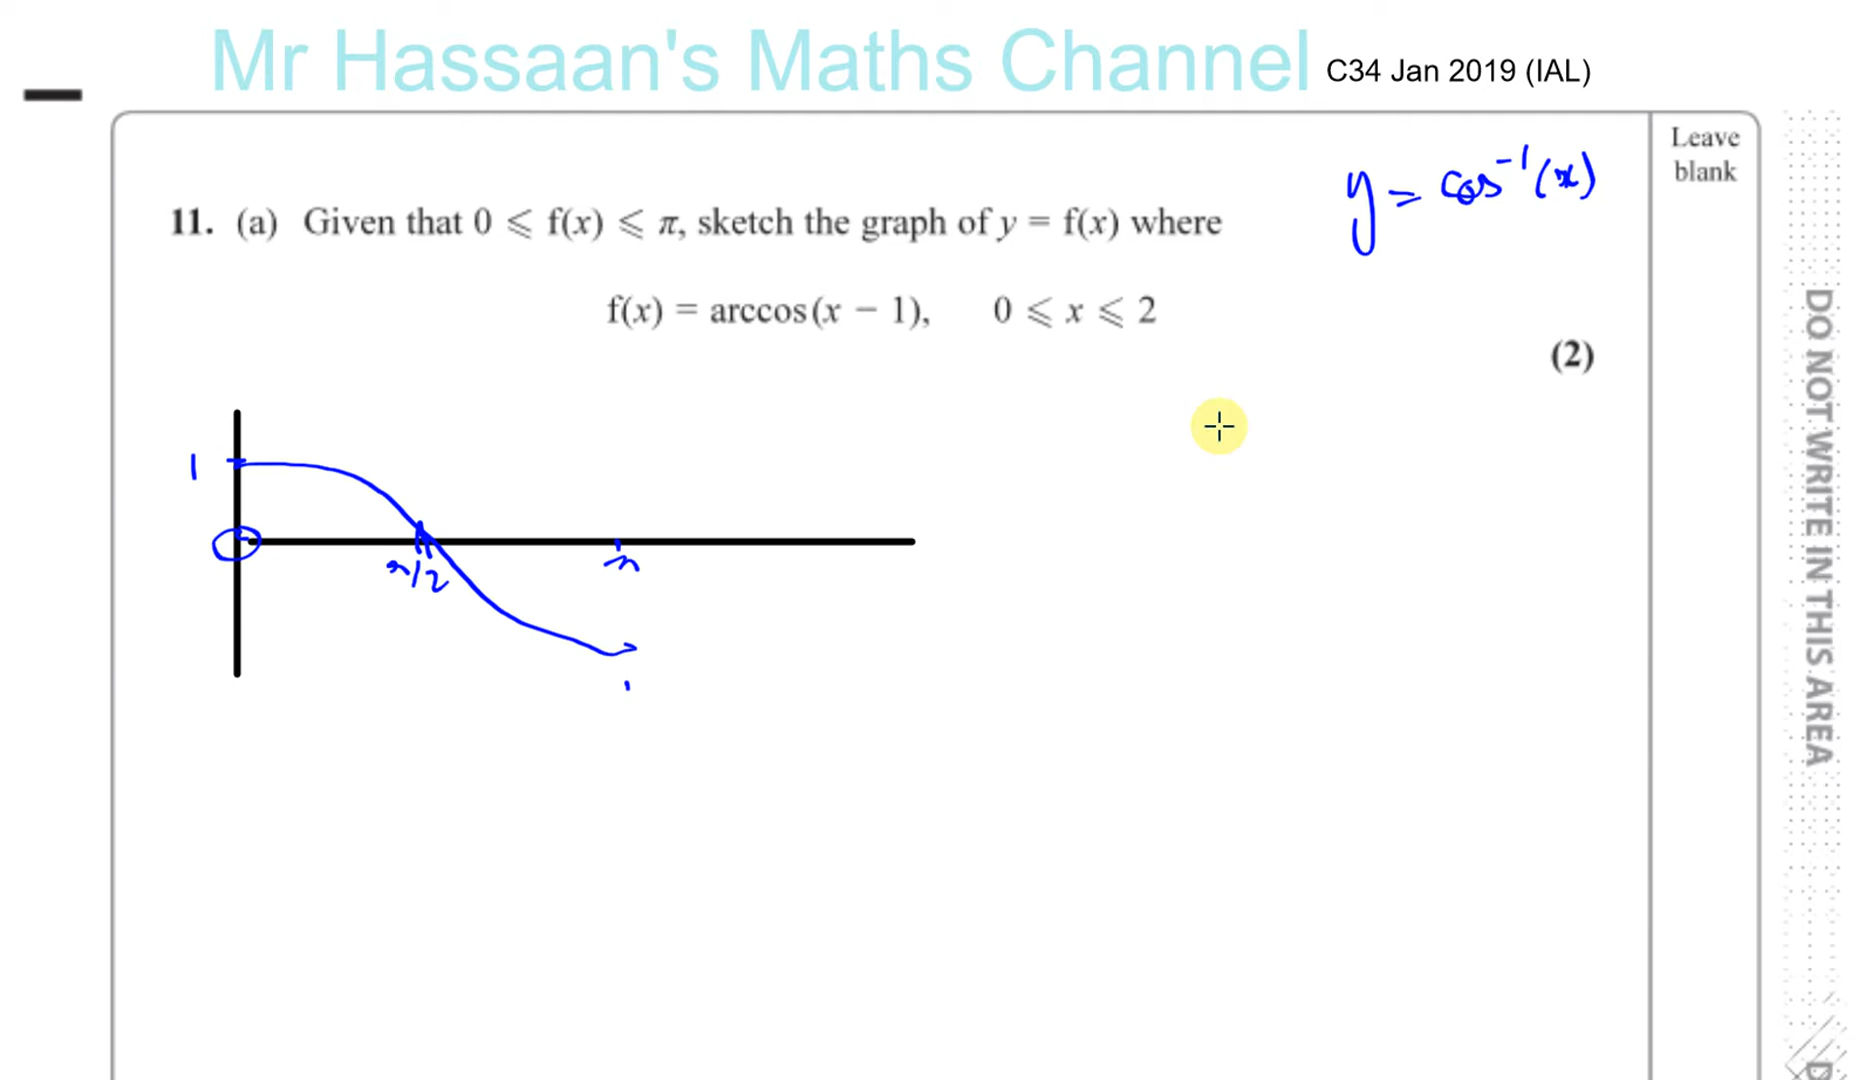 Mr Hassaan's Maths Channel C34 Jan 2019 (IAL)
Leave
blank
y = cos⁻¹(x)
11. (a) Given that 0 ⩽ f(x) ⩽ π, sketch the graph of y = f(x) where
f(x) = arccos(x − 1), 0 ⩽ x ⩽ 2
(2)
1
π/2
π
DO NOT WRITE IN THIS AREA
D